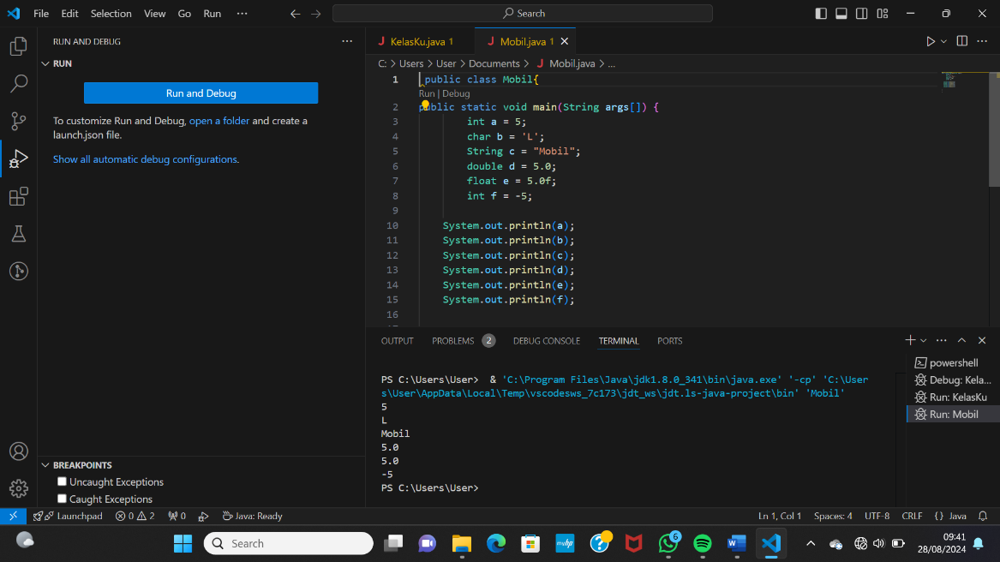 File Edit Selection View Go Run ··· Search
RUN AND DEBUG ···
RUN
Run and Debug
To customize Run and Debug, open a folder and create a
launch.json file.
Show all automatic debug configurations.
BREAKPOINTS
Uncaught Exceptions
Caught Exceptions
J KelasKu.java 1 J Mobil.java 1
C: > Users > User > Documents > J Mobil.java > ...
1 public class Mobil{
Run | Debug
2 public static void main(String args[]) {
3 int a = 5;
4 char b = 'L';
5 String c = "Mobil";
6 double d = 5.0;
7 float e = 5.0f;
8 int f = -5;
9
10 System.out.println(a);
11 System.out.println(b);
12 System.out.println(c);
13 System.out.println(d);
14 System.out.println(e);
15 System.out.println(f);
16
OUTPUT PROBLEMS 2 DEBUG CONSOLE TERMINAL PORTS
PS C:\Users\User> & 'C:\Program Files\Java\jdk1.8.0_341\bin\java.exe' '-cp' 'C:\User
s\User\AppData\Local\Temp\vscodesws_7c173\jdt_ws\jdt.ls-java-project\bin' 'Mobil'
5
L
Mobil
5.0
5.0
-5
PS C:\Users\User>
powershell
Debug: Kela...
Run: KelasKu
Run: Mobil
Launchpad 0 2 0 Java: Ready Ln 1, Col 1 Spaces: 4 UTF-8 CRLF {} Java
Search myhp 6 09:41
28/08/2024